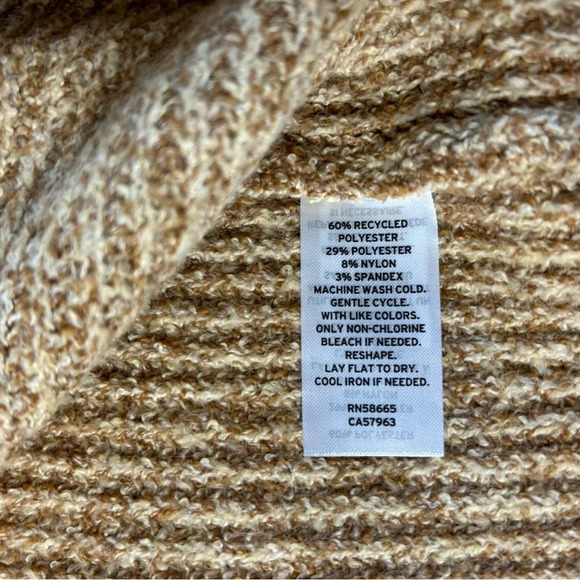 60% RECYCLED
POLYESTER
29% POLYESTER
8% NYLON
3% SPANDEX
MACHINE WASH COLD.
GENTLE CYCLE.
WITH LIKE COLORS.
ONLY NON-CHLORINE
BLEACH IF NEEDED.
RESHAPE.
LAY FLAT TO DRY.
COOL IRON IF NEEDED.
RN58665
CA57963